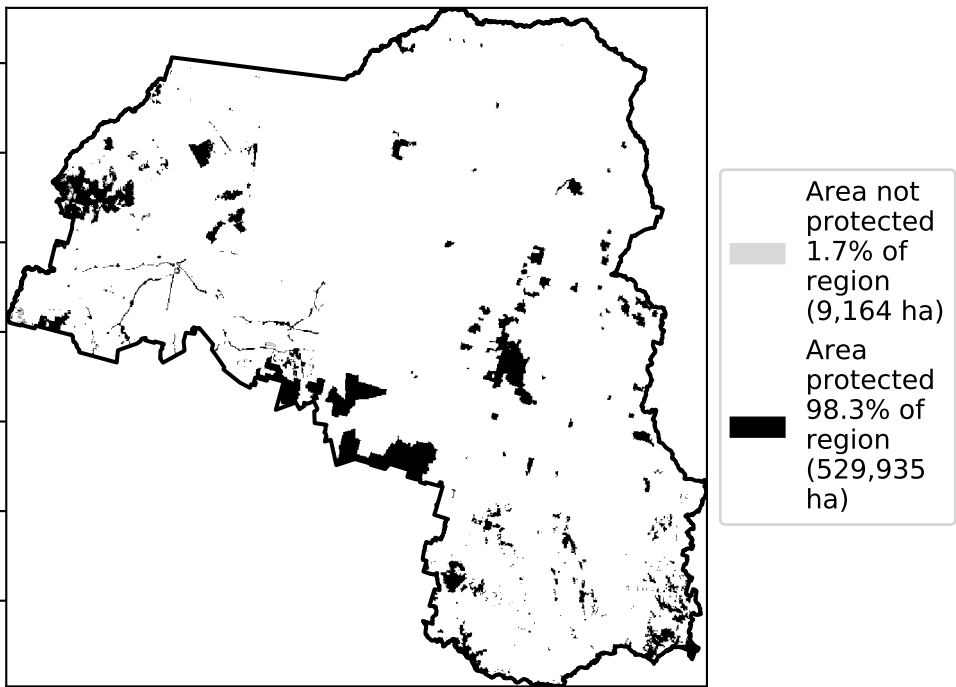 Area not
protected
1.7% of
region
(9,164 ha)
Area
protected
98.3% of
region
(529,935
ha)